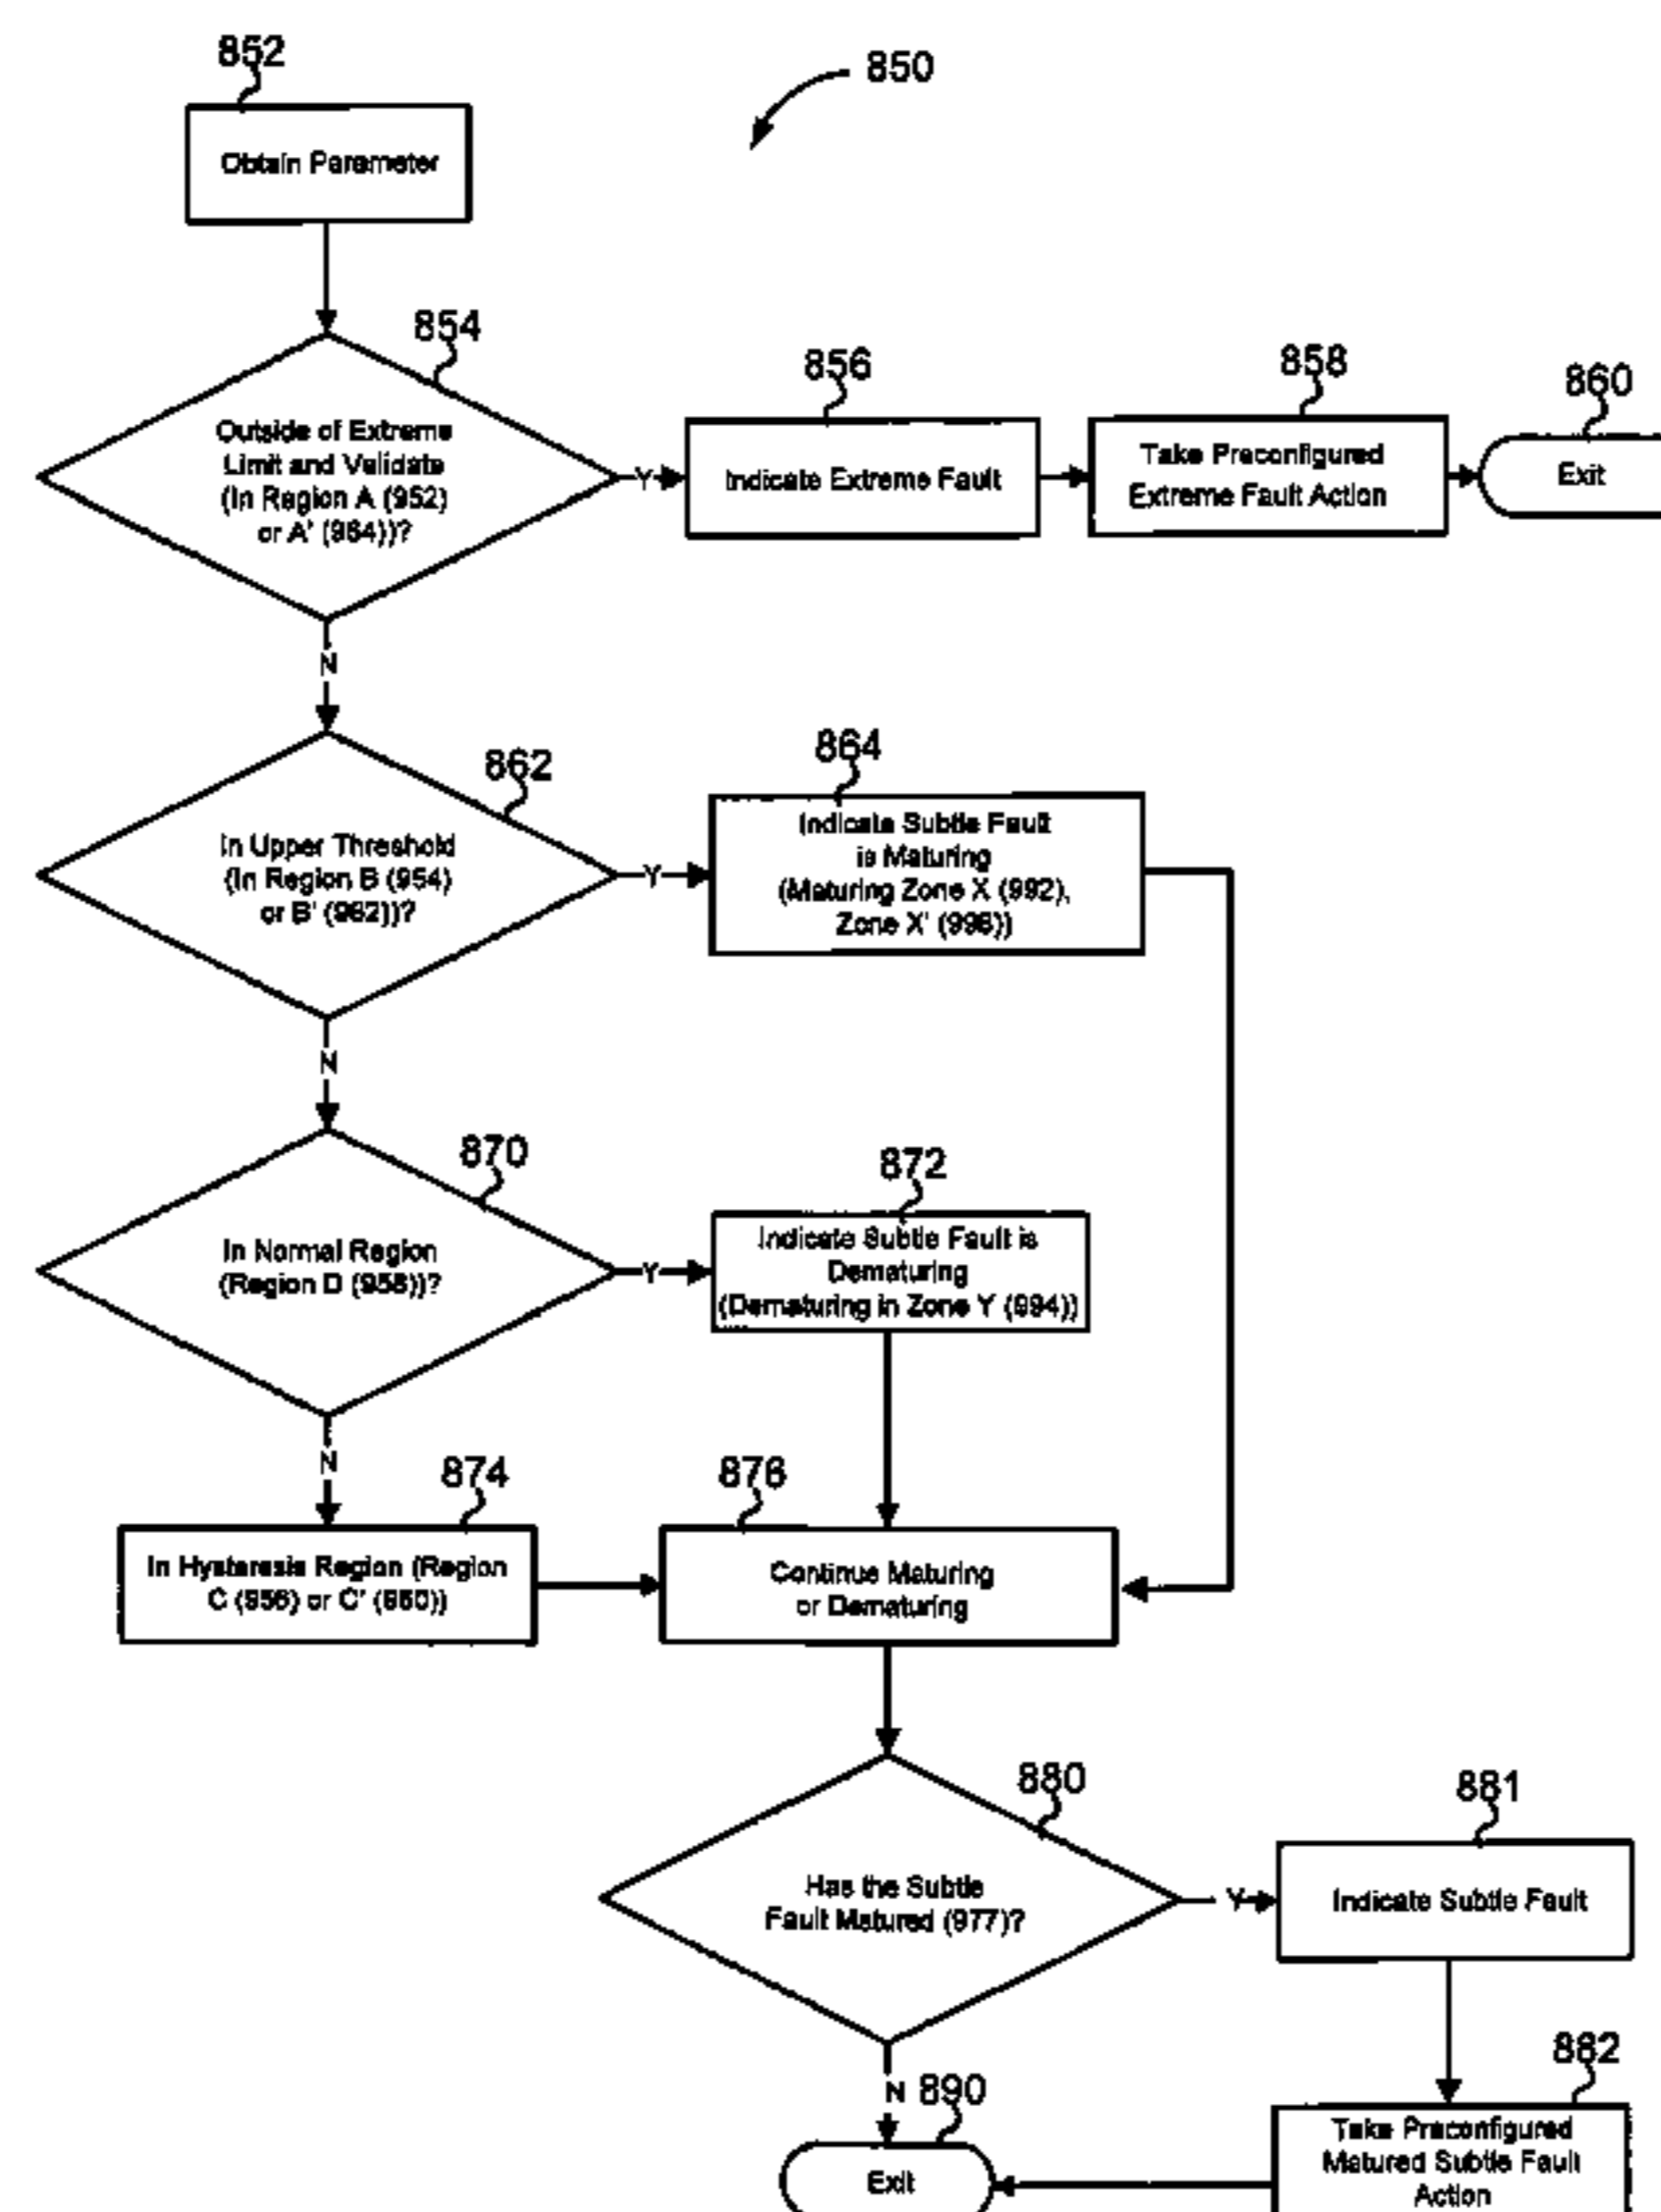 852
850
Obtain Parameter
854
Outside of Extreme
Limit and Validate
(In Region A (952)
or A' (964))?
Y
856
Indicate Extreme Fault
858
Take Preconfigured
Extreme Fault Action
860
Exit
N
862
In Upper Threshold
(In Region B (954)
or B' (962))?
Y
864
Indicate Subtle Fault
is Maturing
(Maturing Zone X (992),
Zone X' (996))
N
870
In Normal Region
(Region D (958))?
Y
872
Indicate Subtle Fault is
Dematuring
(Dematuring in Zone Y (994))
N
874
In Hysteresis Region (Region
C (956) or C' (960))
876
Continue Maturing
or Dematuring
880
Has the Subtle
Fault Matured (977)?
Y
881
Indicate Subtle Fault
882
Take Preconfigured
Matured Subtle Fault
Action
N
890
Exit